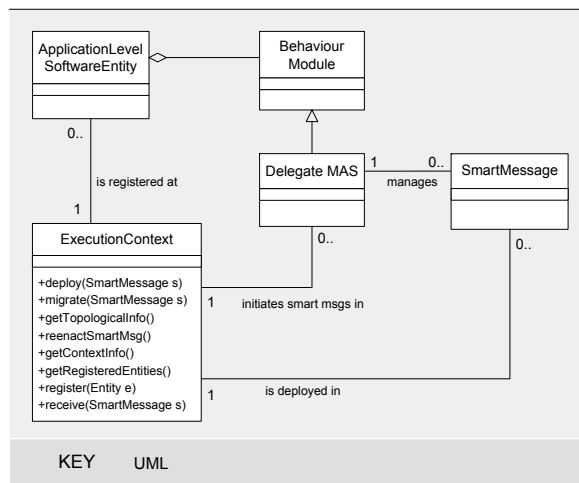 ApplicationLevel
SoftwareEntity
Behaviour
Module
0..
is registered at
1
Delegate MAS
1
0..
manages
SmartMessage
ExecutionContext
+deploy(SmartMessage s)
+migrate(SmartMessage s)
+getTopologicalInfo()
+reenactSmartMsg()
+getContextInfo()
+getRegisteredEntities()
+register(Entity e)
+receive(SmartMessage s)
0..
1
initiates smart msgs in
0..
1
is deployed in
KEY
UML